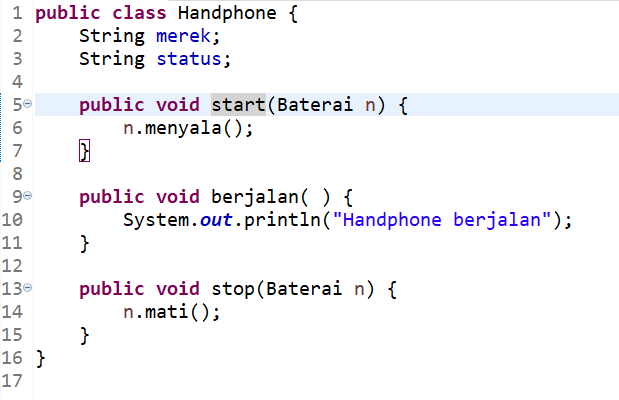 1 public class Handphone {
2     String merek;
3     String status;
4
5     public void start(Baterai n) {
6         n.menyala();
7     }
8
9     public void berjalan( ) {
10         System.out.println("Handphone berjalan");
11     }
12
13     public void stop(Baterai n) {
14         n.mati();
15     }
16 }
17